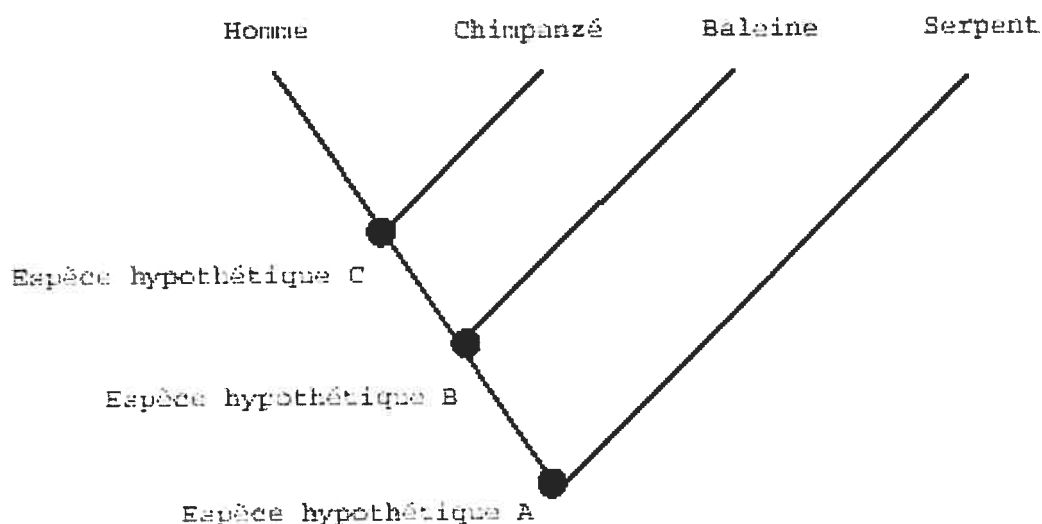 Homme Chimpanzé Baleine Serpent
Espèce hypothétique C
Espèce hypothétique B
Espèce hypothétique A